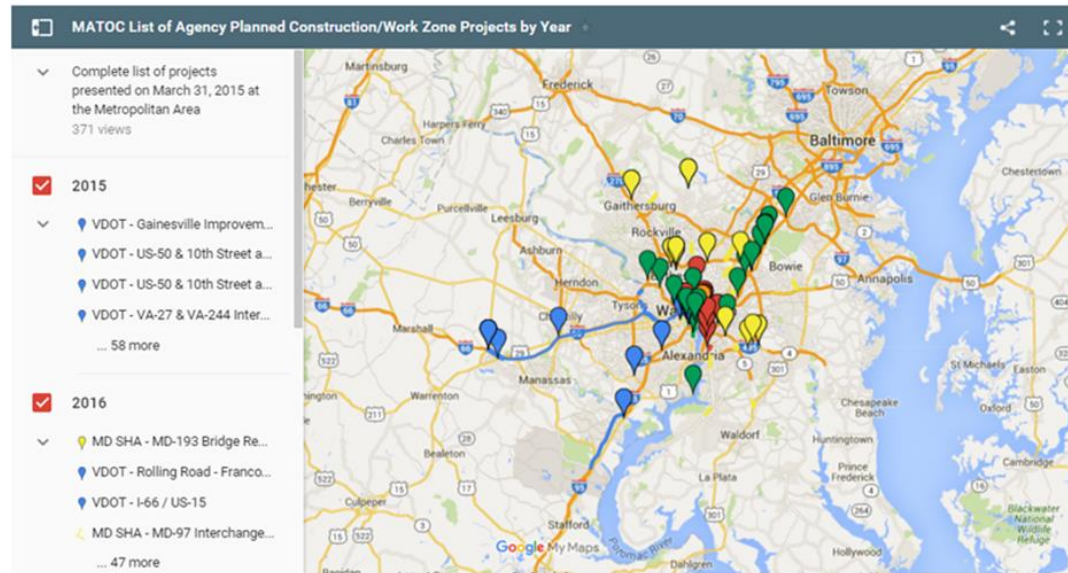 MATOC List of Agency Planned Construction/Work Zone Projects by Year
Complete list of projects
presented on March 31, 2015 at
the Metropolitan Area
371 views
2015
VDOT - Gainesville Improvem...
VDOT - US-50 & 10th Street a...
VDOT - US-50 & 10th Street a...
VDOT - VA-27 & VA-244 Inter...
... 58 more
2016
MD SHA - MD-193 Bridge Re...
VDOT - Rolling Road - Franco...
VDOT - I-66 / US-15
MD SHA - MD-97 Interchange...
... 47 more
Martinsburg
Frederick
Towson
Harpers Ferry
Charles Town
Baltimore
Chestertown
Berryville
Purcellville
Leesburg
Gaithersburg
Glen Burnie
Rockville
Ashburn
Bowie
Annapolis
Herndon
Tysons
Marshall
Alexandria
Manassas
St Michaels
Easton
Warrenton
Chesapeake
Beach
Oxford
Waldorf
Bealeton
Huntingtown
Cambridge
La Plata
Prince
Frederick
Culpeper
Blackwater
National
Wildlife
Refuge
Stafford
Google My Maps
Potomac River
Dahlgren
Hollywood